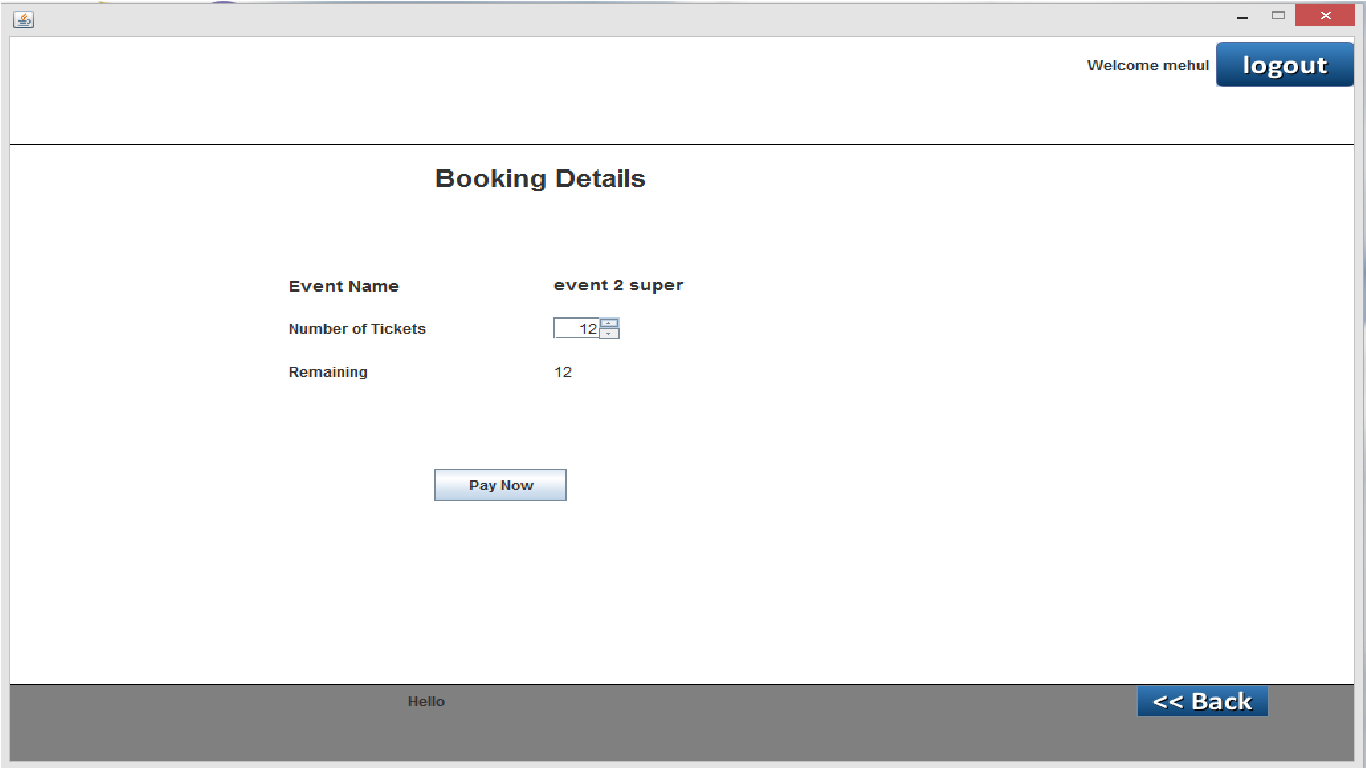 Welcome mehul
logout
Booking Details
Event Name
event 2 super
Number of Tickets
12
Remaining
12
Pay Now
Hello
<< Back